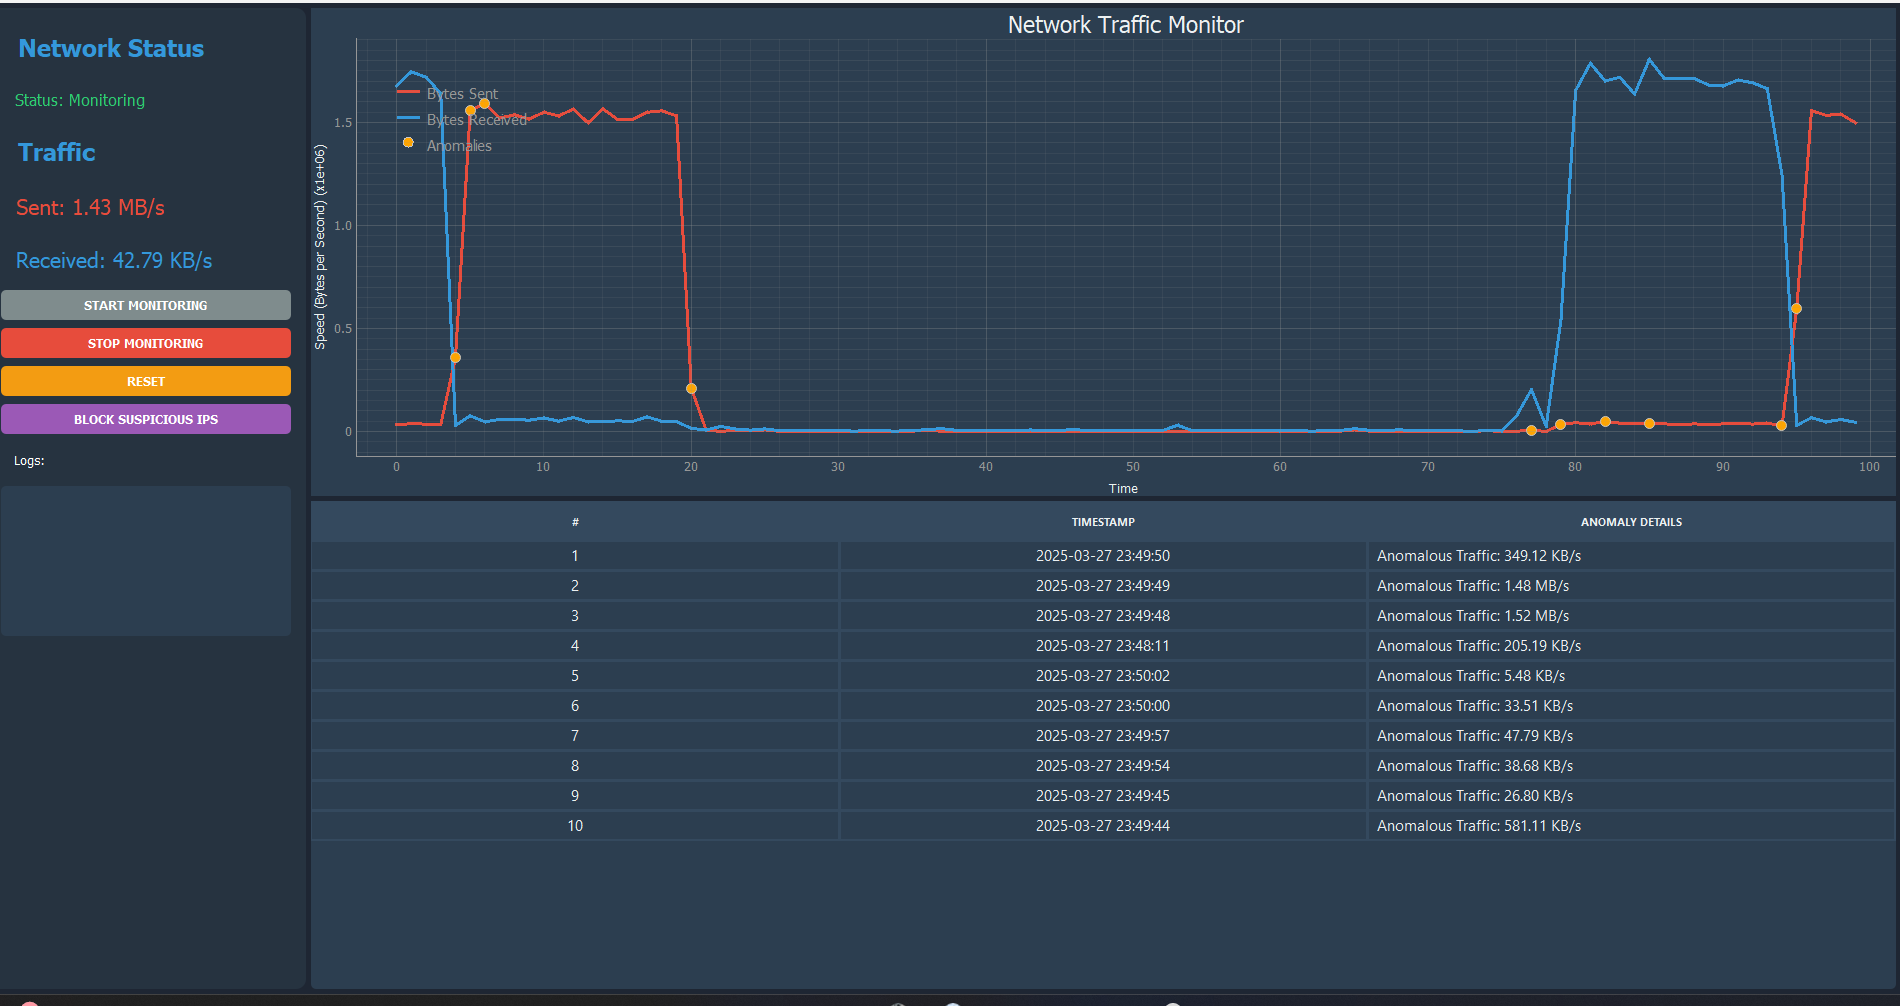 Network Status
Status: Monitoring
Traffic
Sent: 1.43 MB/s
Received: 42.79 KB/s
START MONITORING
STOP MONITORING
RESET
BLOCK SUSPICIOUS IPS
Logs:
Network Traffic Monitor
Bytes Sent
Bytes Received
Anomalies
Speed (Bytes per Second) (x1e+06)
1.5
1.0
0.5
0
0 10 20 30 40 50 60 70 80 90 100
Time
# TIMESTAMP ANOMALY DETAILS
1 2025-03-27 23:49:50 Anomalous Traffic: 349.12 KB/s
2 2025-03-27 23:49:49 Anomalous Traffic: 1.48 MB/s
3 2025-03-27 23:49:48 Anomalous Traffic: 1.52 MB/s
4 2025-03-27 23:48:11 Anomalous Traffic: 205.19 KB/s
5 2025-03-27 23:50:02 Anomalous Traffic: 5.48 KB/s
6 2025-03-27 23:50:00 Anomalous Traffic: 33.51 KB/s
7 2025-03-27 23:49:57 Anomalous Traffic: 47.79 KB/s
8 2025-03-27 23:49:54 Anomalous Traffic: 38.68 KB/s
9 2025-03-27 23:49:45 Anomalous Traffic: 26.80 KB/s
10 2025-03-27 23:49:44 Anomalous Traffic: 581.11 KB/s